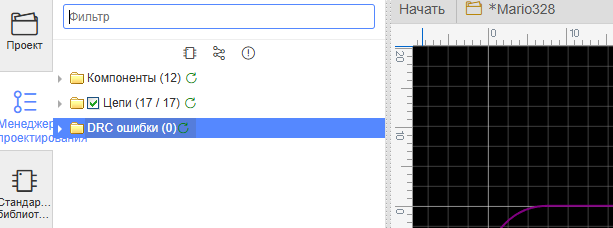 Фильтр
Начать
*Mario328
Проект
0
10
Компоненты (12)
20
Цепи (17 / 17)
Менеджер
проектирования
DRC ошибки (0)
10
Стандар...
библиот...
0